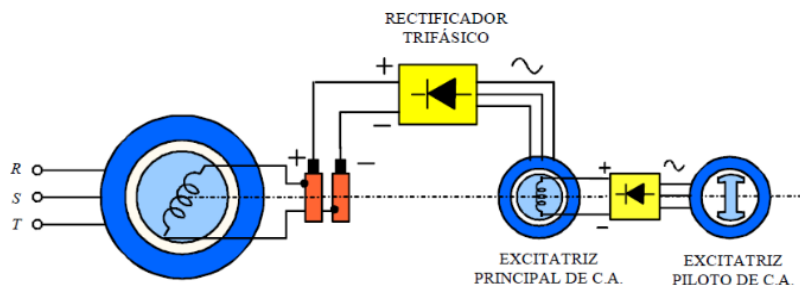 RECTIFICADOR
TRIFÁSICO
+
−
+
−
R
S
T
+
−
EXCITATRIZ
PRINCIPAL DE C.A.
EXCITATRIZ
PILOTO DE C.A.